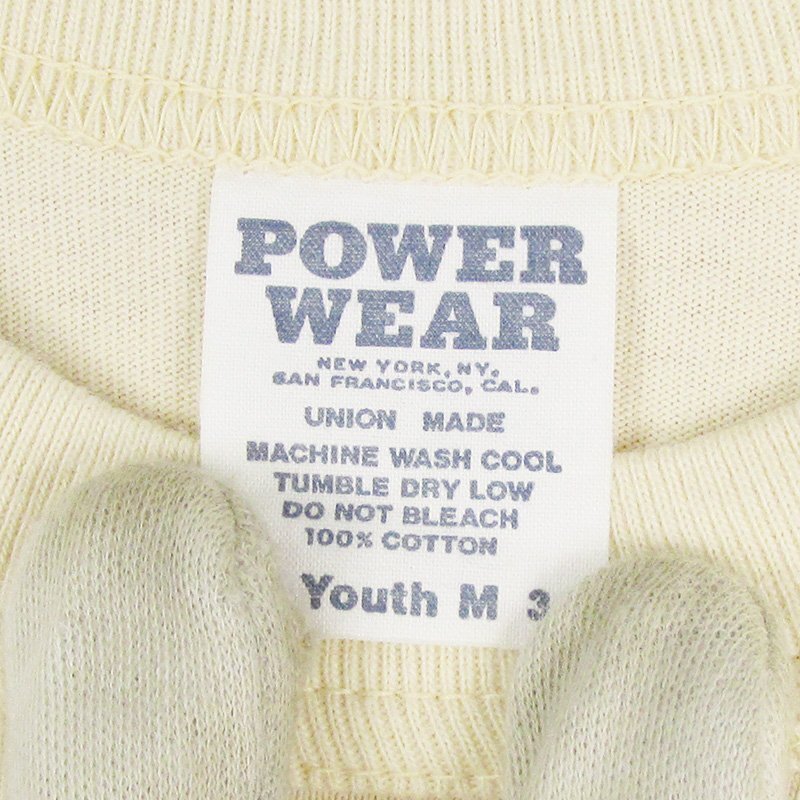 POWER
WEAR
NEW YORK, NY.
SAN FRANCISCO, CAL.
UNION MADE
MACHINE WASH COOL
TUMBLE DRY LOW
DO NOT BLEACH
100% COTTON
Youth M 3